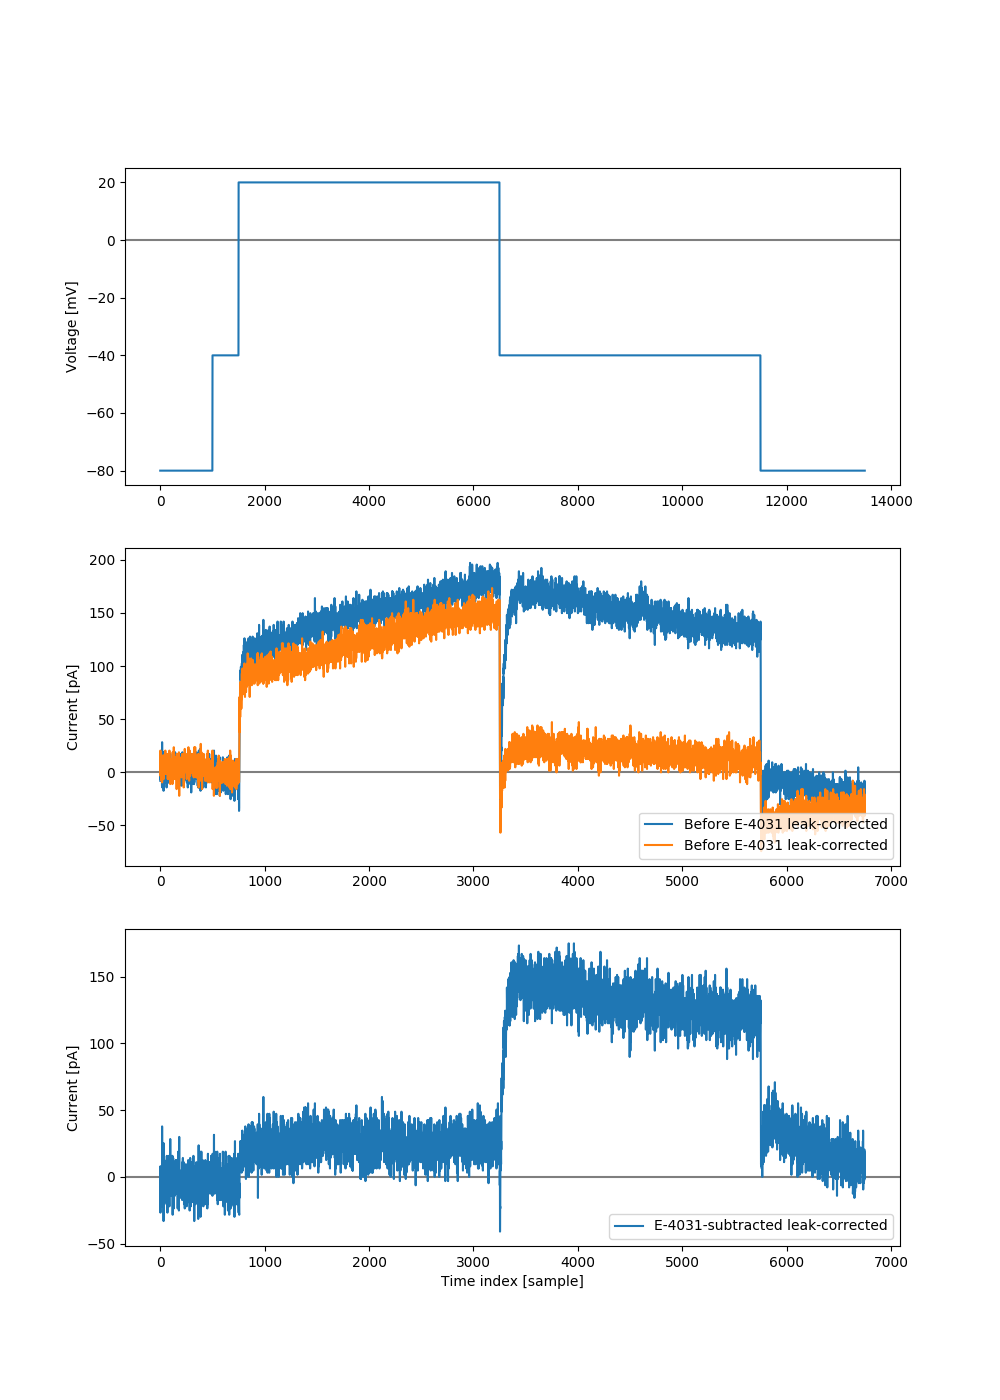 20
0
−20
−40
−60
−80
Voltage [mV]
0 2000 4000 6000 8000 10000 12000 14000
200
150
100
50
0
−50
Current [pA]
Before E-4031 leak-corrected
Before E-4031 leak-corrected
0 1000 2000 3000 4000 5000 6000 7000
150
100
50
0
−50
Current [pA]
E-4031-subtracted leak-corrected
0 1000 2000 3000 4000 5000 6000 7000
Time index [sample]